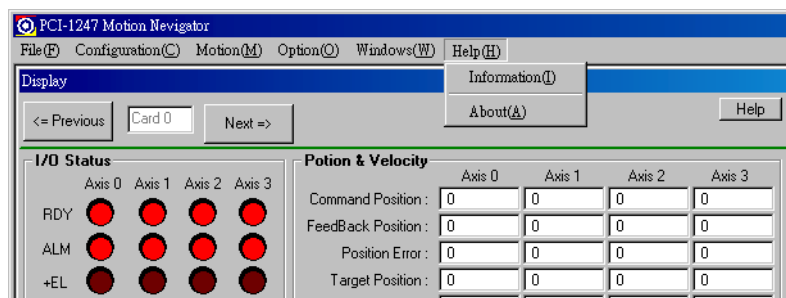 PCI-1247 Motion Nevigator
File(F) Configuration(C) Motion(M) Option(O) Windows(W) Help(H)
Information(I)
Display
About(A)
<= Previous Card 0 Next => Help
I/O Status Potion & Velocity
Axis 0 Axis 1 Axis 2 Axis 3 Axis 0 Axis 1 Axis 2 Axis 3
RDY Command Position : 0 0 0 0
FeedBack Position : 0 0 0 0
ALM Position Error : 0 0 0 0
+EL Target Position : 0 0 0 0